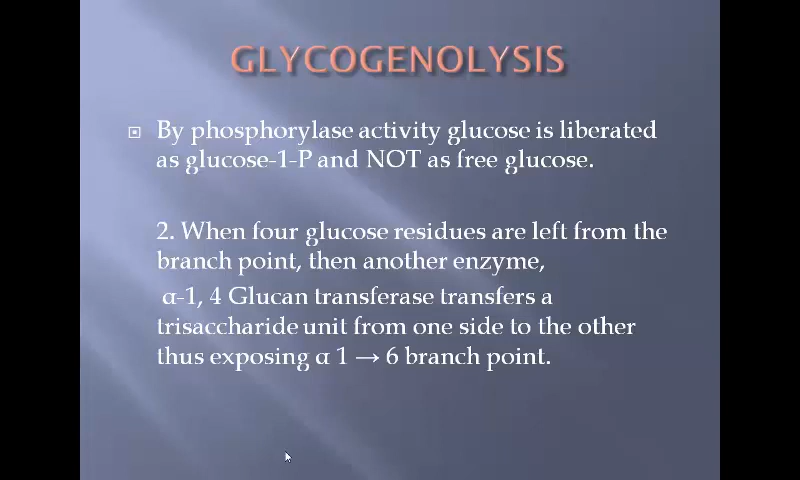 GLYCOGENOLYSIS
By phosphorylase activity glucose is liberated
as glucose-1-P and NOT as free glucose.
2. When four glucose residues are left from the
branch point, then another enzyme,
α-1, 4 Glucan transferase transfers a
trisaccharide unit from one side to the other
thus exposing α 1 → 6 branch point.